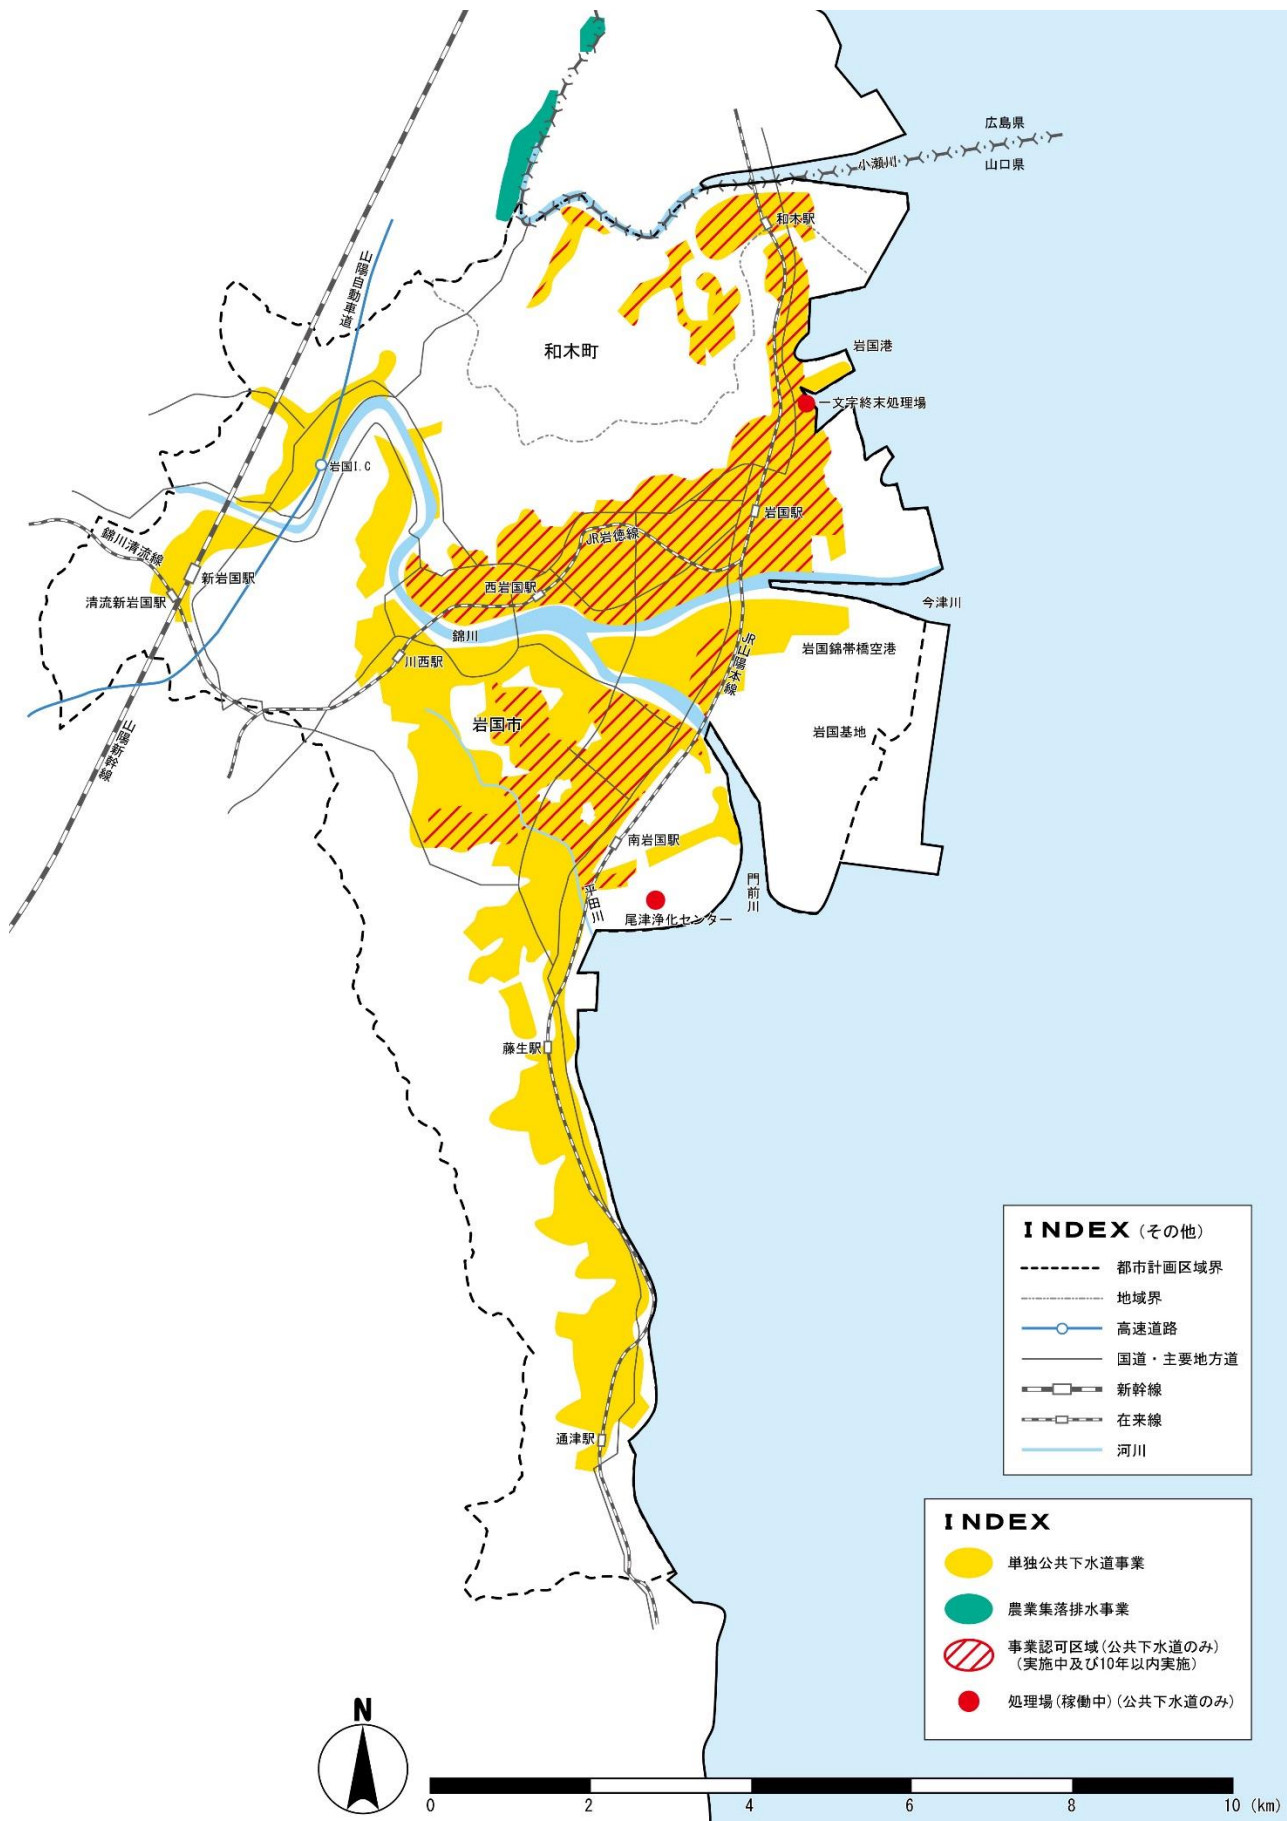 広島県
小瀬川
山口県
和木駅
山陽自動車道
和木町
岩国港
一文字終末処理場
岩国I.C
岩国駅
JR岩徳線
錦川清流線
新岩国駅
西岩国駅
清流新岩国駅
今津川
錦川
川西駅
JR山陽本線
岩国錦帯橋空港
岩国市
岩国基地
山陽新幹線
南岩国駅
門前川
平田川
尾津浄化センター
藤生駅
通津駅
INDEX (その他)
都市計画区域界
地域界
高速道路
国道・主要地方道
新幹線
在来線
河川
INDEX
単独公共下水道事業
農業集落排水事業
事業認可区域(公共下水道のみ)
(実施中及び10年以内実施)
処理場(稼働中)(公共下水道のみ)
N
0 2 4 6 8 10 (km)